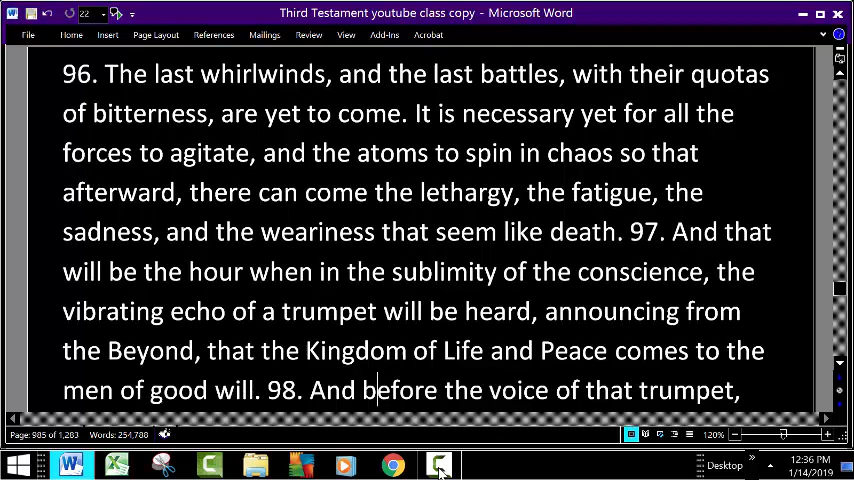 Third Testament youtube class copy - Microsoft Word
22
File Home Insert Page Layout References Mailings Review View Add-Ins Acrobat
96. The last whirlwinds, and the last battles, with their quotas
of bitterness, are yet to come. It is necessary yet for all the
forces to agitate, and the atoms to spin in chaos so that
afterward, there can come the lethargy, the fatigue, the
sadness, and the weariness that seem like death. 97. And that
will be the hour when in the sublimity of the conscience, the
vibrating echo of a trumpet will be heard, announcing from
the Beyond, that the Kingdom of Life and Peace comes to the
men of good will. 98. And before the voice of that trumpet,
Page: 985 of 1,283 Words: 254,788 120%
Desktop
12:36 PM
1/14/2019